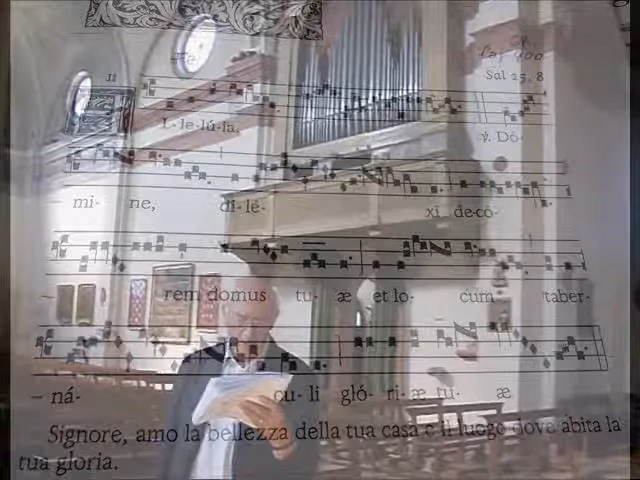 Sal 25, 8
II
L-le-lú-ia.
℣. Dó-
- mi- ne, di-lé- xi de-co-
- rem domus tu- æ et lo- cum taber-
- ná- cu- li gló- ri- æ tu- æ
Signore, amo la bellezza della tua casa e il luogo dove abita la
tua gloria.